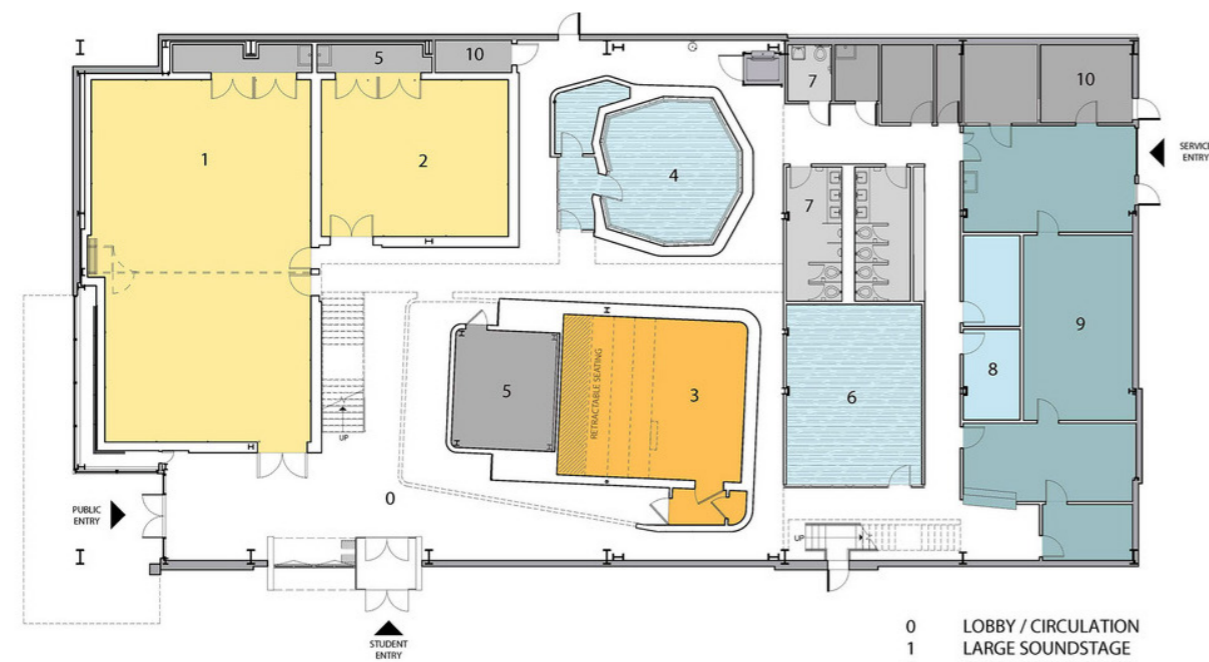 5
10
7
10
1
2
4
SERVIC
ENTRY
7
9
8
5
RETRACTABLE SEATING
3
6
UP
0
PUBLIC
ENTRY
UP
STUDENT
ENTRY
0 LOBBY / CIRCULATION
1 LARGE SOUNDSTAGE